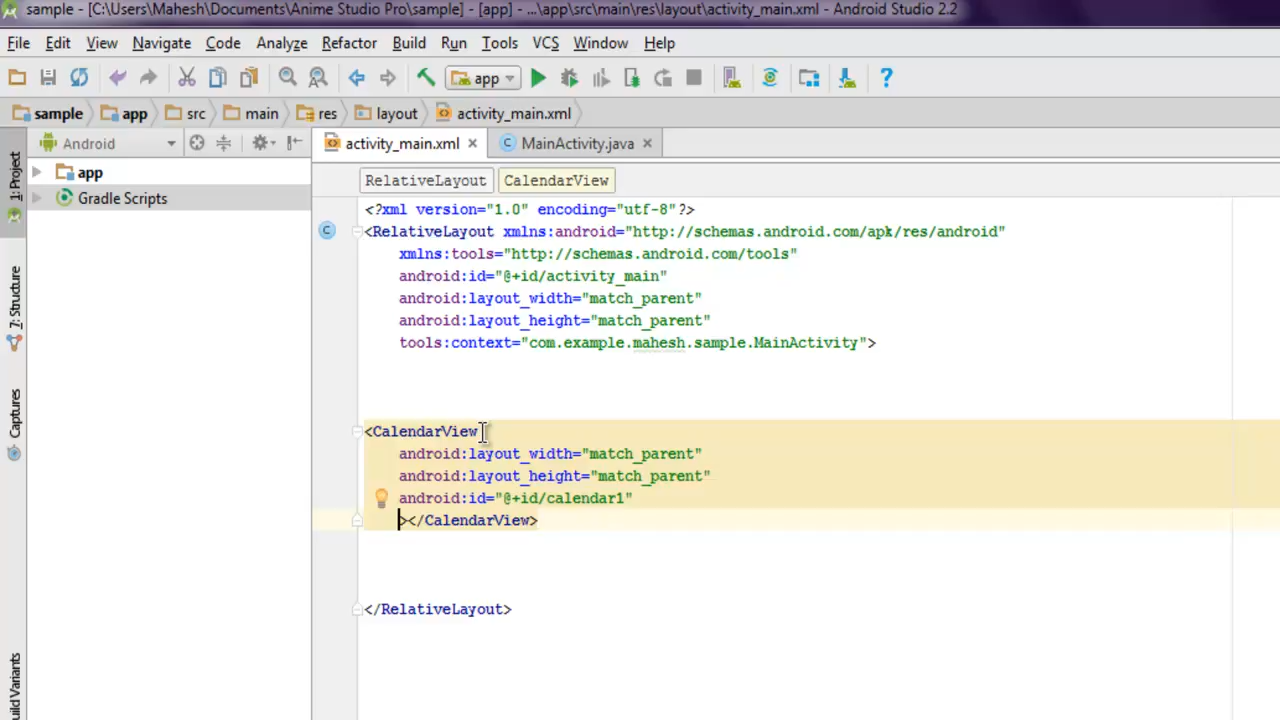 sample - [C:\Users\Mahesh\Documents\Anime Studio Pro\sample] - [app] - ...\app\src\main\res\layout\activity_main.xml - Android Studio 2.2
File Edit View Navigate Code Analyze Refactor Build Run Tools VCS Window Help
app
sample app src main res layout activity_main.xml
Android
activity_main.xml
MainActivity.java
1: Project
7: Structure
Captures
uild Variants
app
Gradle Scripts
RelativeLayout CalendarView
<?xml version="1.0" encoding="utf-8"?>
<RelativeLayout xmlns:android="http://schemas.android.com/apk/res/android"
xmlns:tools="http://schemas.android.com/tools"
android:id="@+id/activity_main"
android:layout_width="match_parent"
android:layout_height="match_parent"
tools:context="com.example.mahesh.sample.MainActivity">
<CalendarView
android:layout_width="match_parent"
android:layout_height="match_parent"
android:id="@+id/calendar1"
></CalendarView>
</RelativeLayout>